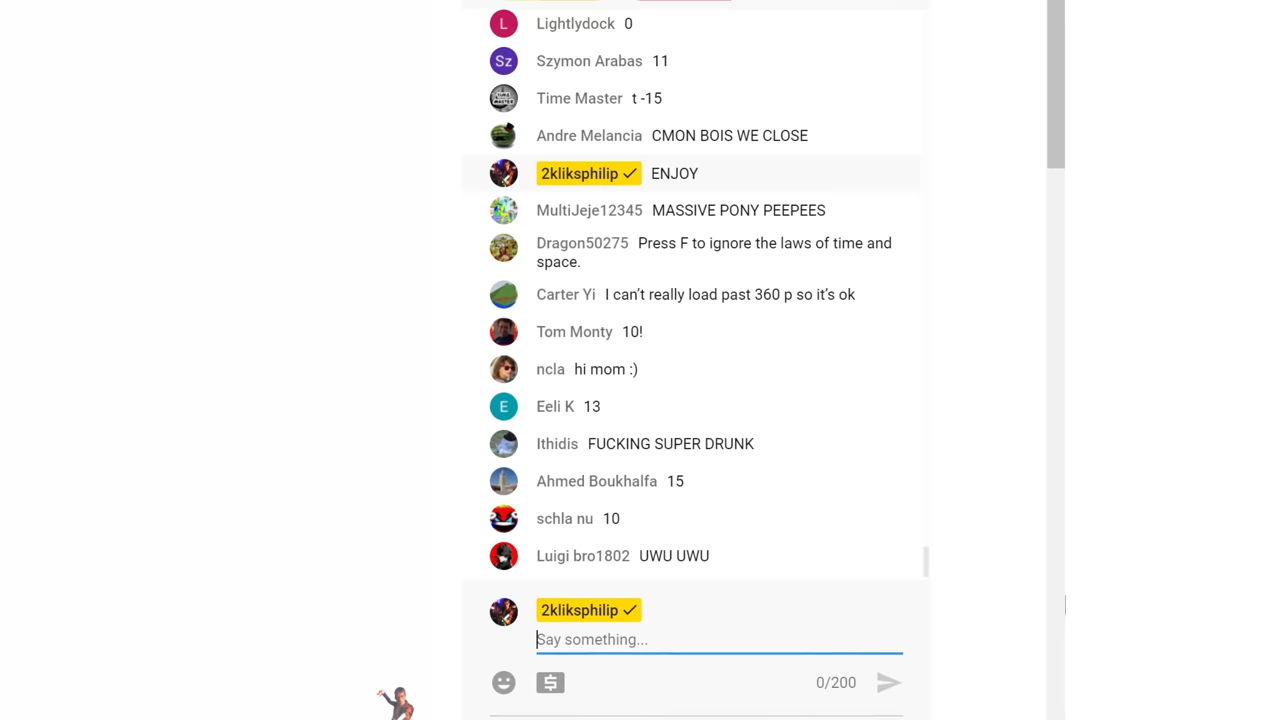 L Lightlydock 0
Sz Szymon Arabas 11
Time Master t -15
Andre Melancia CMON BOIS WE CLOSE
2kliksphilip ENJOY
MultiJeje12345 MASSIVE PONY PEEPEES
Dragon50275 Press F to ignore the laws of time and
space.
Carter Yi I can't really load past 360 p so it's ok
Tom Monty 10!
ncla hi mom :)
E Eeli K 13
Ithidis FUCKING SUPER DRUNK
Ahmed Boukhalfa 15
schla nu 10
Luigi bro1802 UWU UWU
2kliksphilip
Say something...
0/200